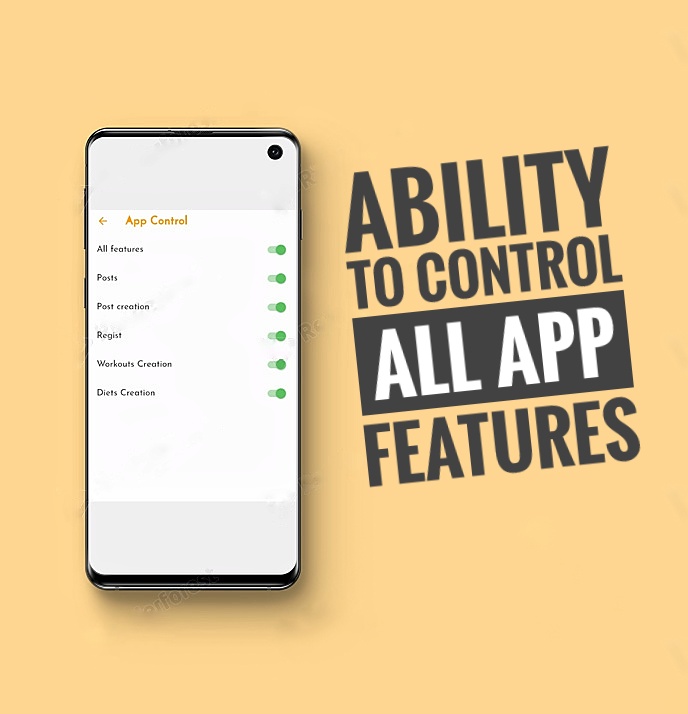 App Control
All features
Posts
Post creation
Regist
Workouts Creation
Diets Creation
ABILITY
TO CONTROL
ALL APP
FEATURES